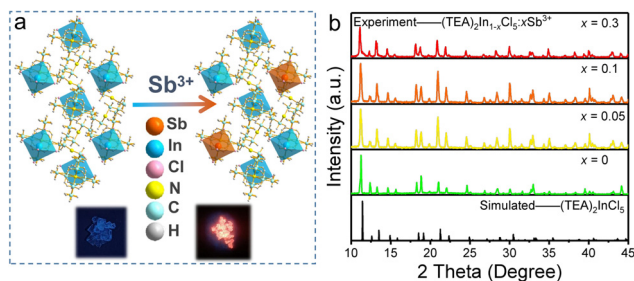 a
Sb³⁺
Sb
In
Cl
N
C
H
b
Experiment——(TEA)₂In₁₋ₓCl₅:xSb³⁺
x = 0.3
x = 0.1
x = 0.05
x = 0
Simulated——(TEA)₂InCl₅
Intensity (a.u.)
10 15 20 25 30 35 40 45
2 Theta (Degree)